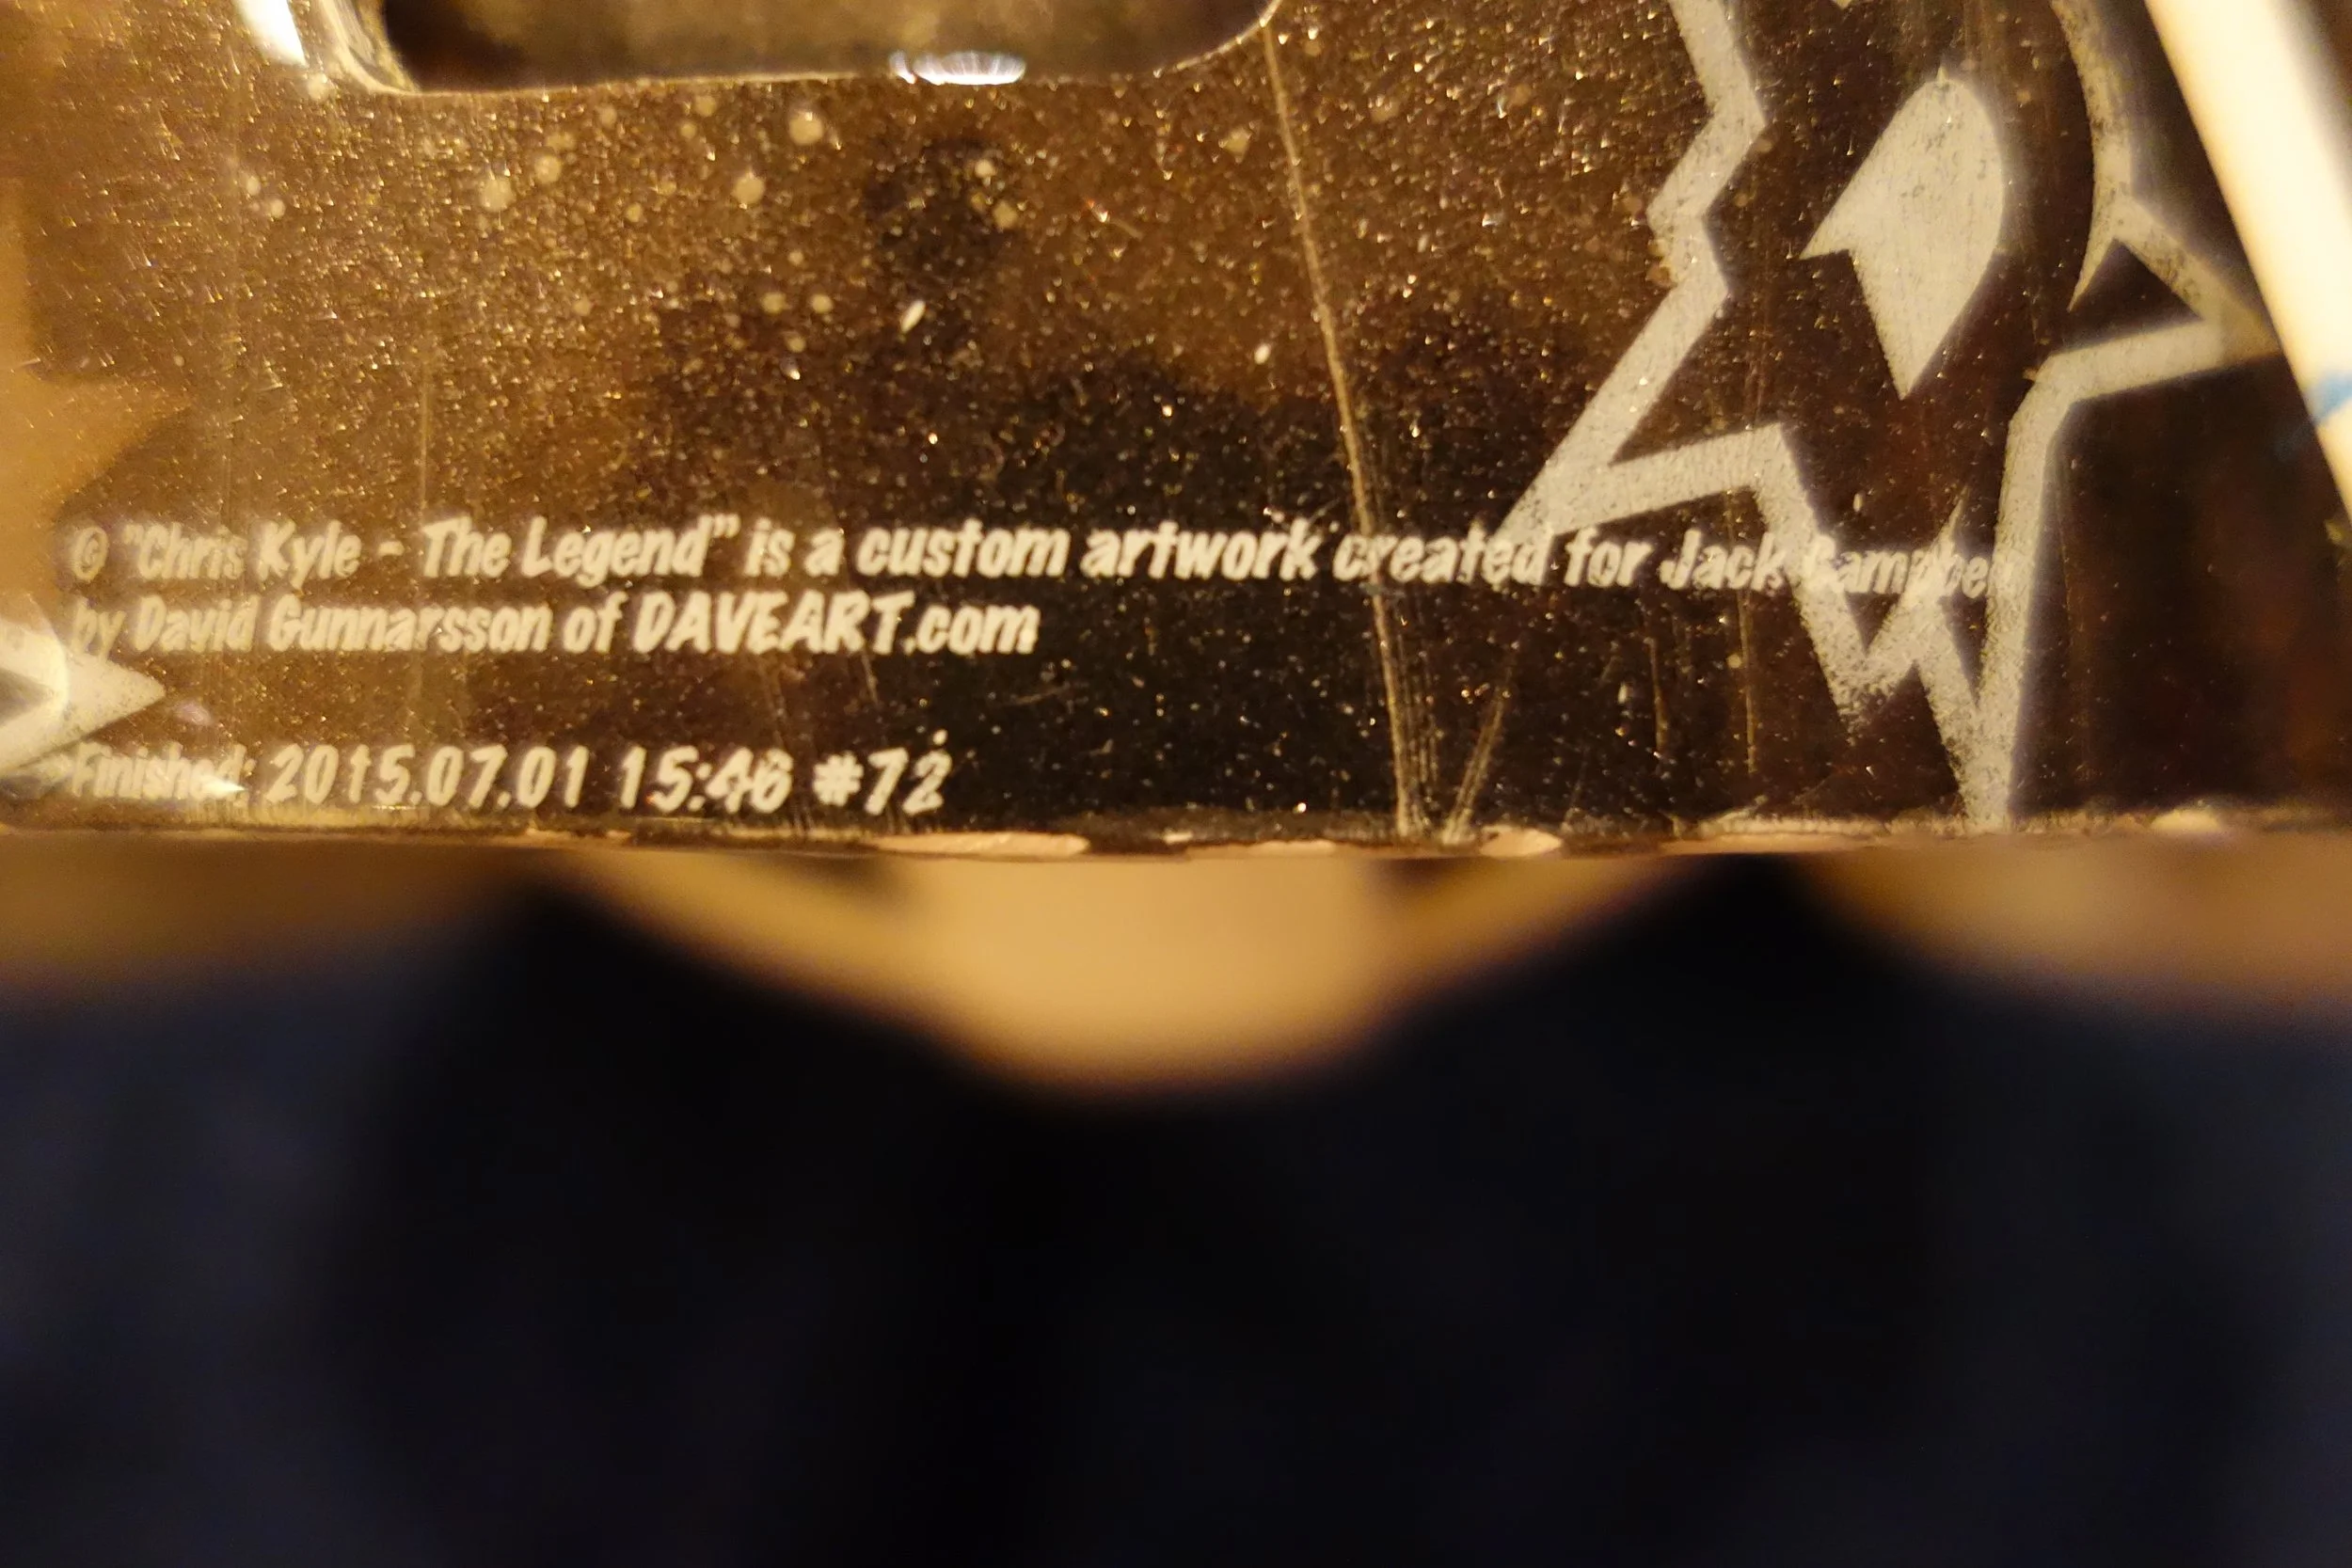 © "Chris Kyle - The Legend" is a custom artwork created for Jack Campbell
by David Gunnarsson of DAVEART.com
Finished: 2015.07.01 15:46 #72